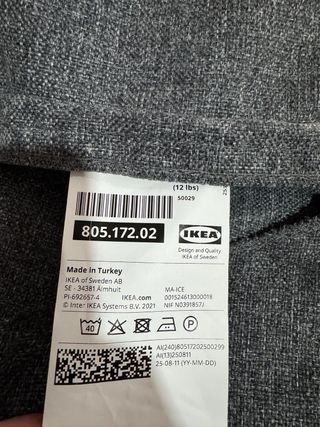 (12 lbs)
50029
25
805.172.02
IKEA
Design and Quality
IKEA of Sweden
Made in Turkey
IKEA of Sweden AB
SE - 34381 Älmhult
PI-692657-4 IKEA.com
© Inter IKEA Systems B.V. 2021
MA-ICE
001524613000018
NIF N0391857J
40
P
AI(240)80517202500299
AI(13)250811
25-08-11 (YY-MM-DD)